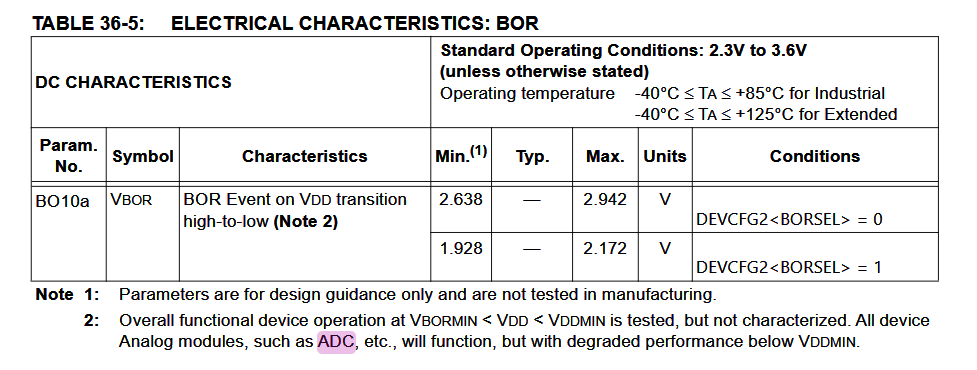 TABLE 36-5: ELECTRICAL CHARACTERISTICS: BOR
DC CHARACTERISTICS
Standard Operating Conditions: 2.3V to 3.6V
(unless otherwise stated)
Operating temperature -40°C ≤ TA ≤ +85°C for Industrial
-40°C ≤ TA ≤ +125°C for Extended
Param. No. Symbol Characteristics Min.(1) Typ. Max. Units Conditions
BO10a VBOR BOR Event on VDD transition 2.638 — 2.942 V
high-to-low (Note 2) DEVCFG2<BORSEL> = 0
1.928 — 2.172 V
DEVCFG2<BORSEL> = 1
Note 1: Parameters are for design guidance only and are not tested in manufacturing.
2: Overall functional device operation at VBORMIN < VDD < VDDMIN is tested, but not characterized. All device
Analog modules, such as ADC, etc., will function, but with degraded performance below VDDMIN.